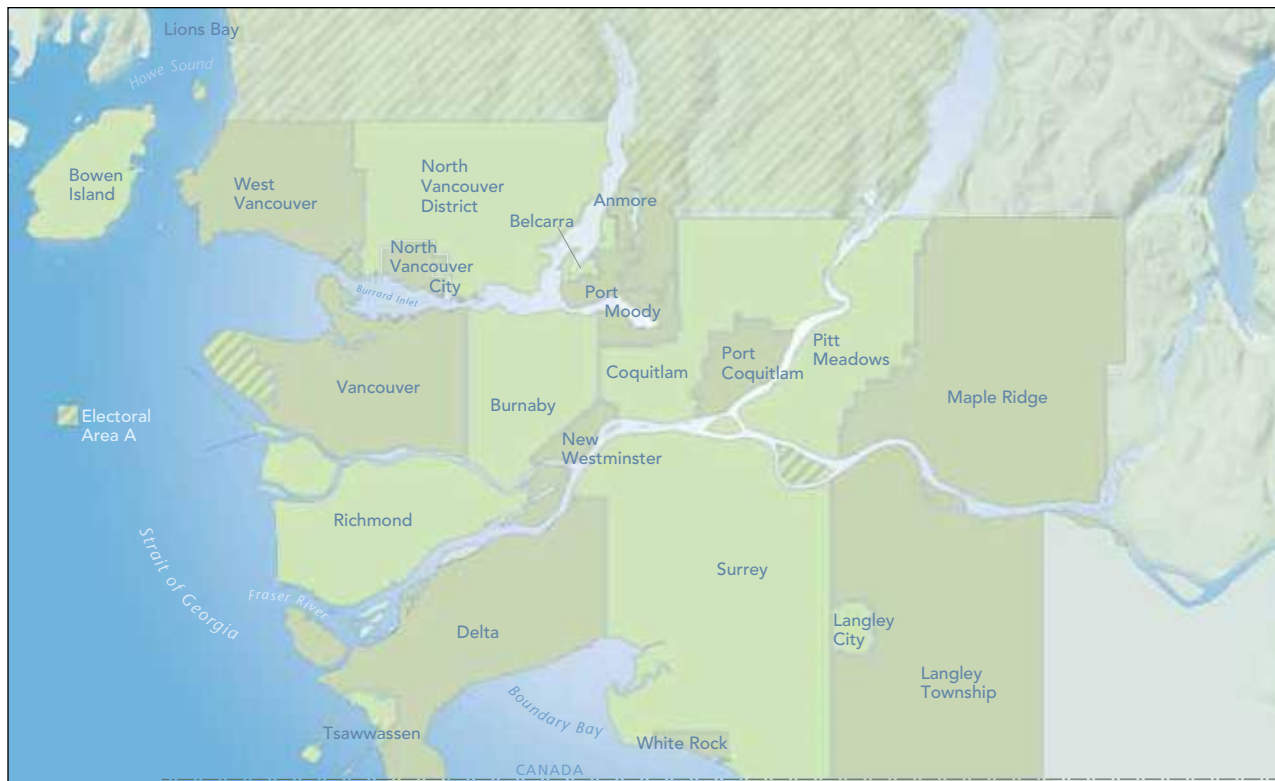 Lions Bay
Howe Sound
Bowen
Island
West
Vancouver
North
Vancouver
District
Anmore
Belcarra
North
Vancouver
City
Burrard Inlet
Port
Moody
Pitt
Meadows
Port
Coquitlam
Coquitlam
Vancouver
Burnaby
Maple Ridge
Electoral
Area A
New
Westminster
Richmond
Strait of Georgia
Fraser River
Surrey
Delta
Langley
City
Langley
Township
Boundary Bay
Tsawwassen
White Rock
CANADA